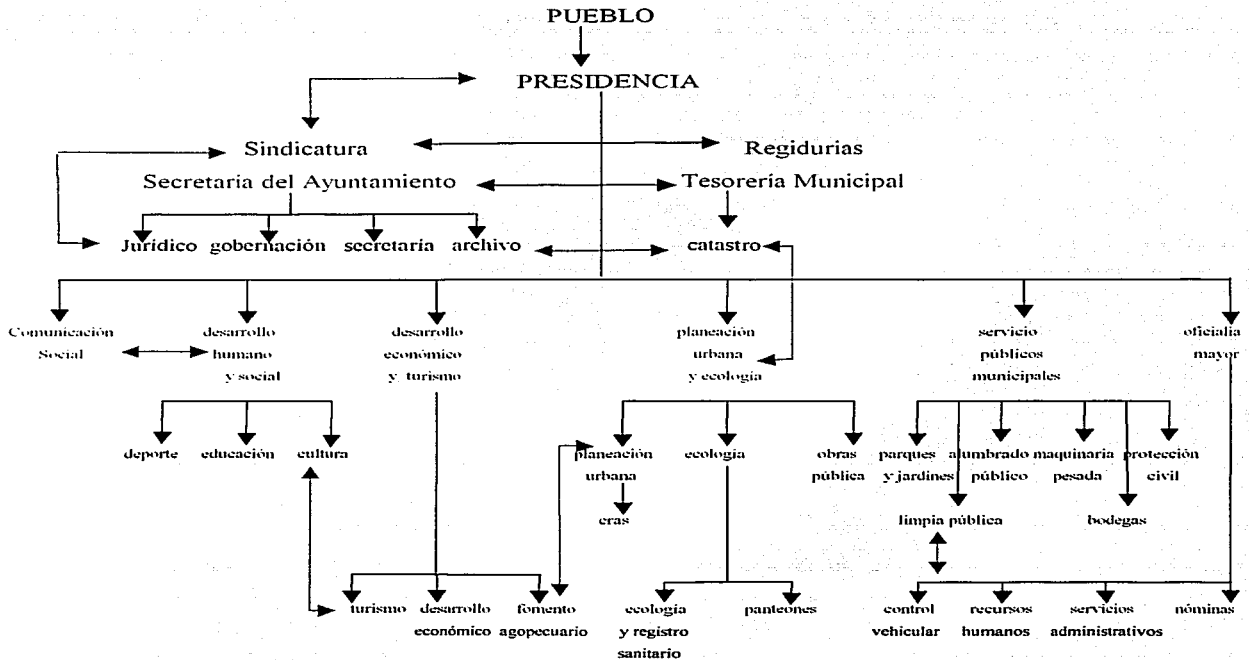 PUEBLO
PRESIDENCIA
Sindicatura
Regidurias
Secretaría del Ayuntamiento
Tesorería Municipal
Jurídico gobernación secretaría archivo
catastro
Comunicación
Social
desarrollo
humano
y social
desarrollo
económico
y turismo
planeación
urbana
y ecología
servicio
públicos
municipales
oficialia
mayor
deporte
educación
cultura
planeación
urbana
ecología
obras
pública
parques
y jardines
alumbrado
público
maquinaria
pesada
protección
civil
cras
limpia pública
bodegas
turismo
desarrollo
económico
fomento
agopecuario
ecología
y registro
sanitario
panteones
control
vehicular
recursos
humanos
servicios
administrativos
nóminas